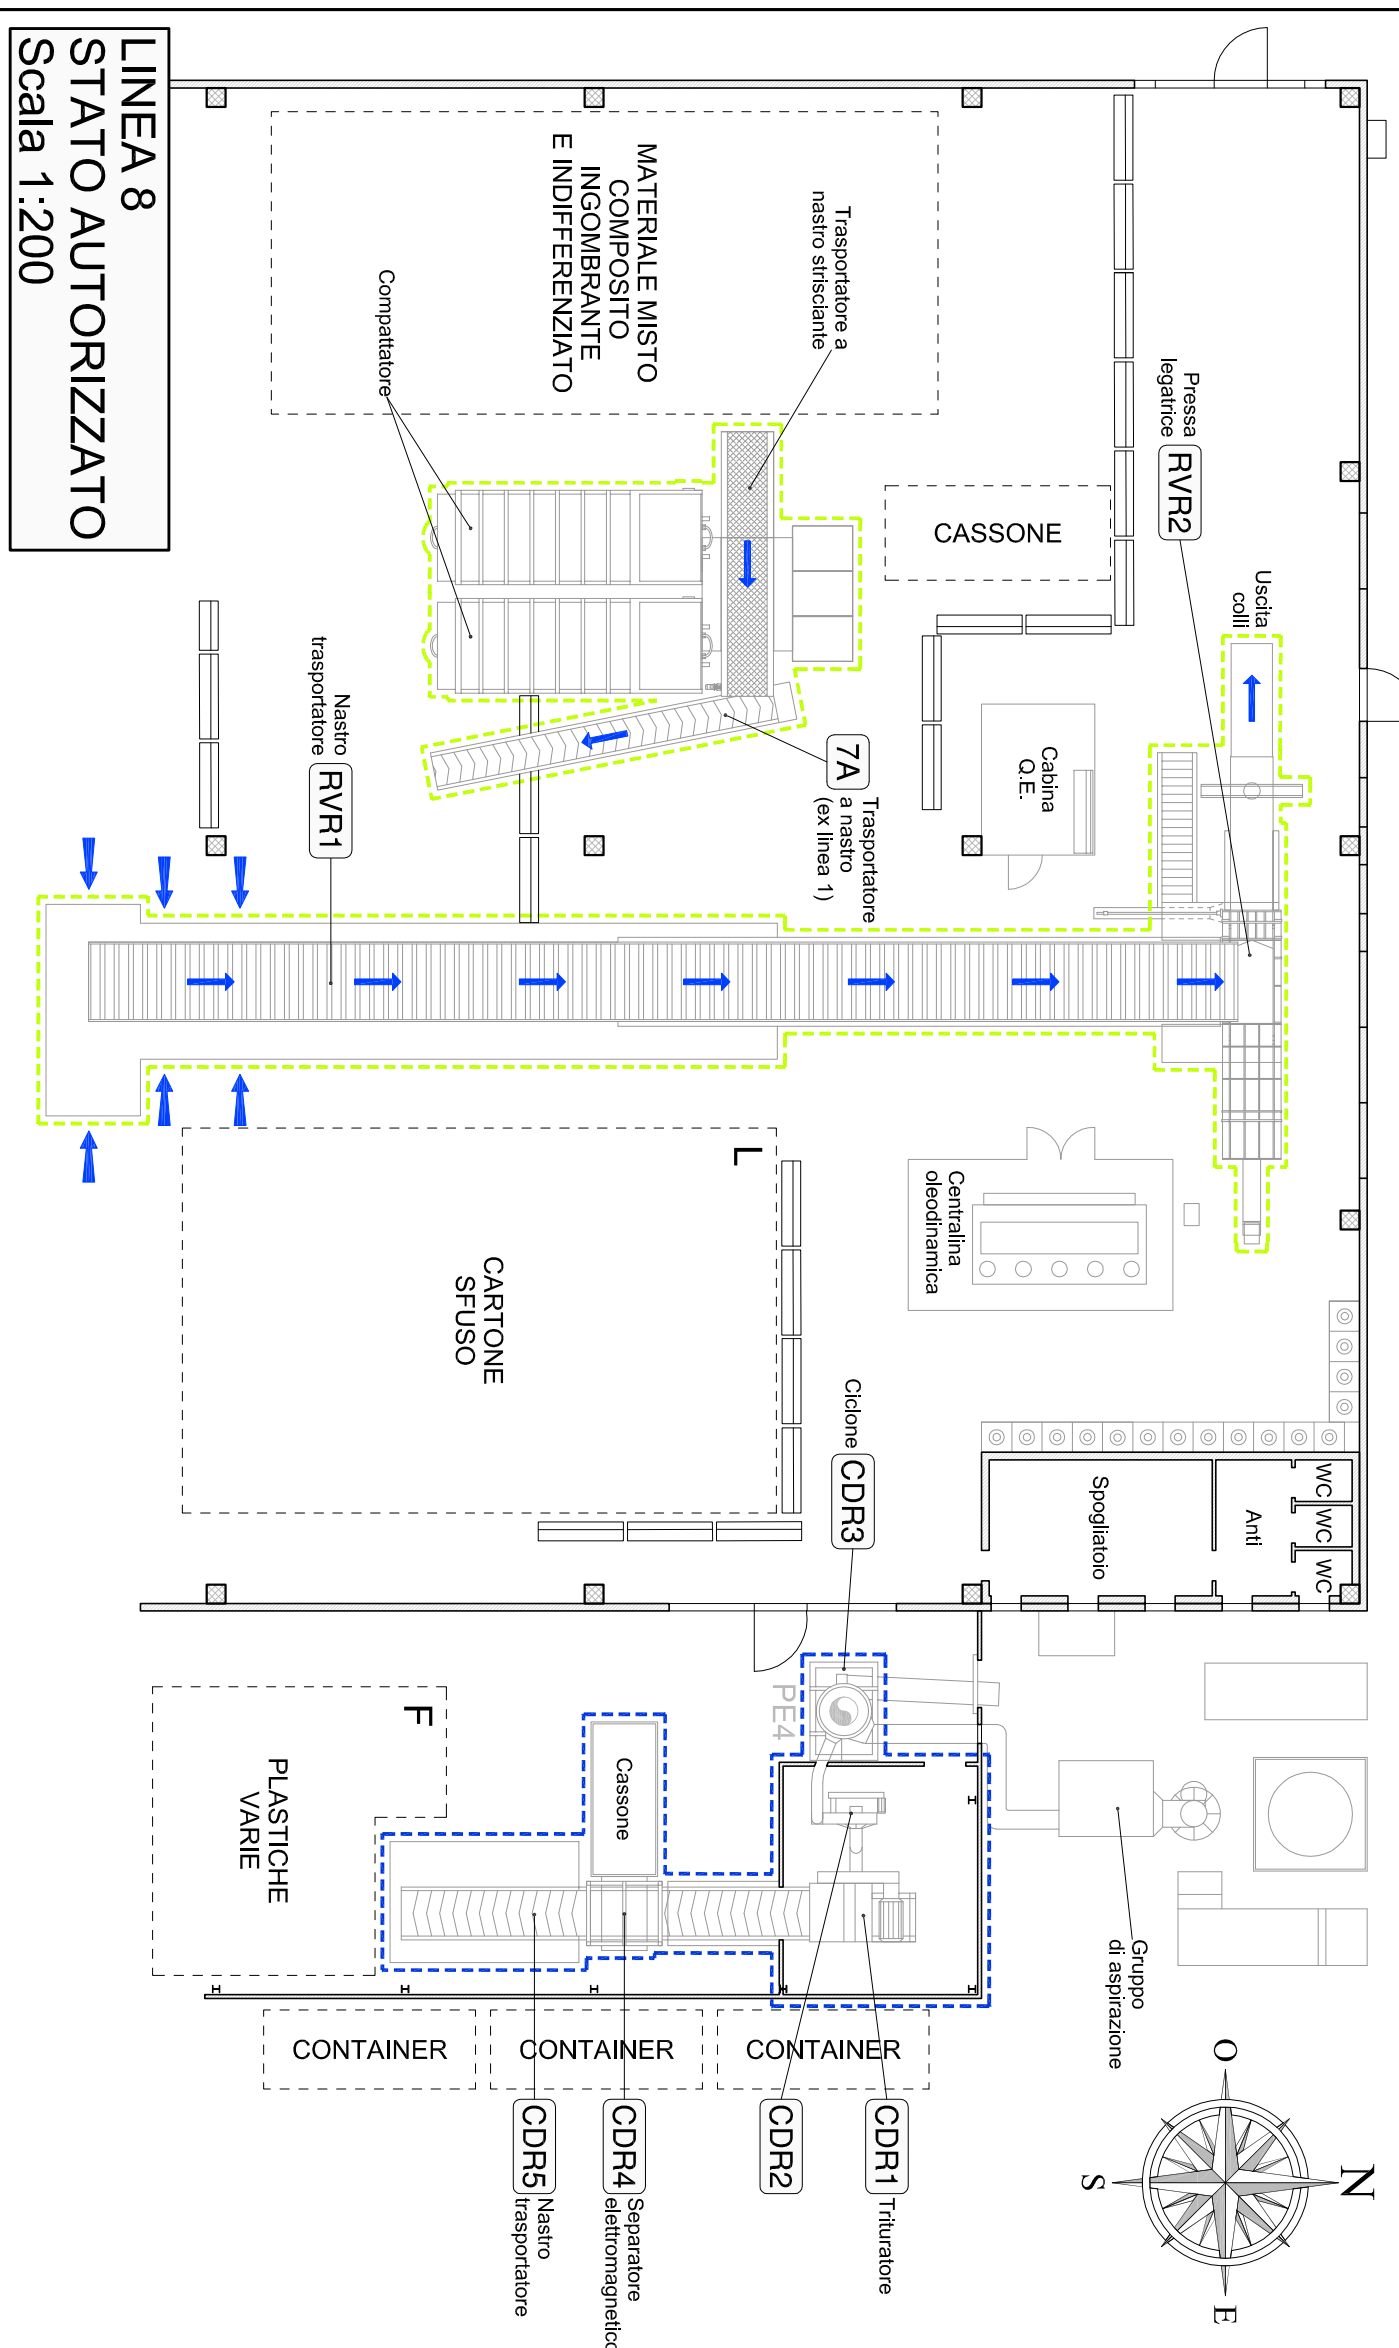 LINEA 8
STATO AUTORIZZATO
Scala 1:200
MATERIALE MISTO
COMPOSITO
INGOMBRANTE
E INDIFFERENZIATO
Trasportatore a
nastro strisciante
Compattatore
Pressa
legatrice
RVR2
CASSONE
Uscita
colli
Cabina
Q.E.
7A
Trasportatore
a nastro
(ex linea 1)
Nastro
trasportatore
RVR1
L
CARTONE
SFUSO
Centralina
oleodinamica
Ciclone
CDR3
Spogliatoio
Anti
WC
WC
WC
PE4
F
PLASTICHE
VARIE
Cassone
Gruppo
di aspirazione
CONTAINER
CONTAINER
CONTAINER
CDR1
Trituratore
CDR2
CDR4
Separatore
elettromagnetico
CDR5
Nastro
trasportatore
N
O
S
E